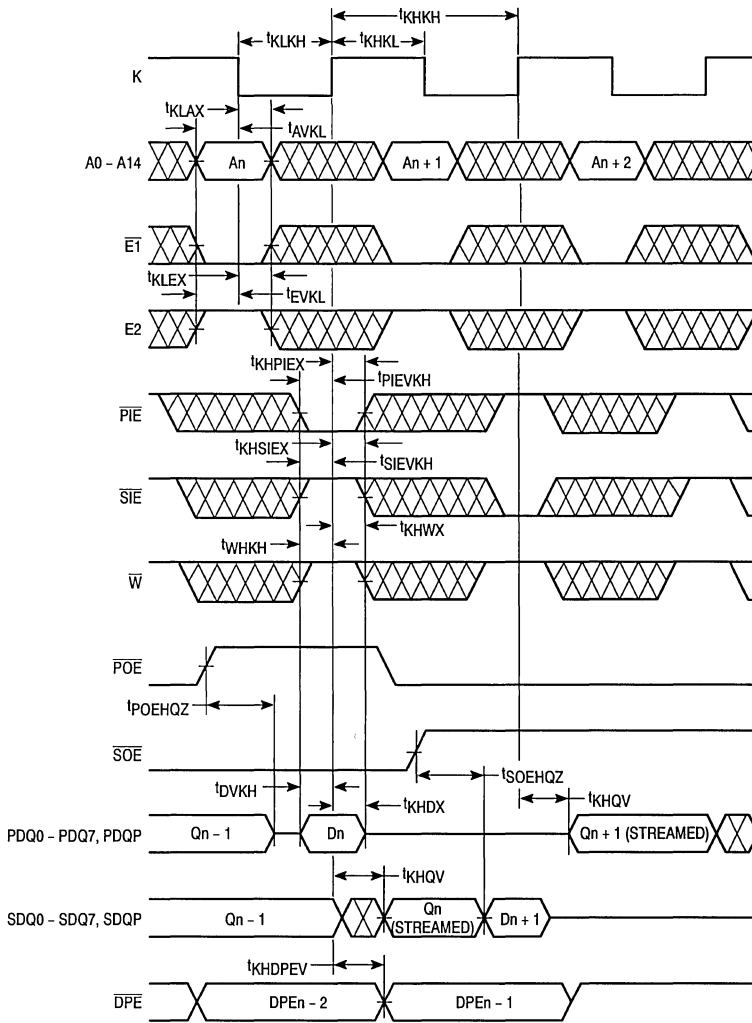 tKHKH
tKLKH
tKHKL
K
tKLAX
tAVKL
A0 – A14
An
An + 1
An + 2
E1
tKLEX
tEVKL
E2
tKHPIEX
tPIEVKH
PIE
tKHSIEX
tSIEVKH
SIE
tKHWX
tWHKH
W
POE
tPOEHQZ
SOE
tSOEHQZ
tDVKH
tKHDX
tKHQV
PDQ0 – PDQ7, PDQP
Qn – 1
Dn
Qn + 1 (STREAMED)
tKHQV
SDQ0 – SDQ7, SDQP
Qn – 1
Qn
(STREAMED)
Dn + 1
tKHDPEV
DPE
DPEn – 2
DPEn – 1